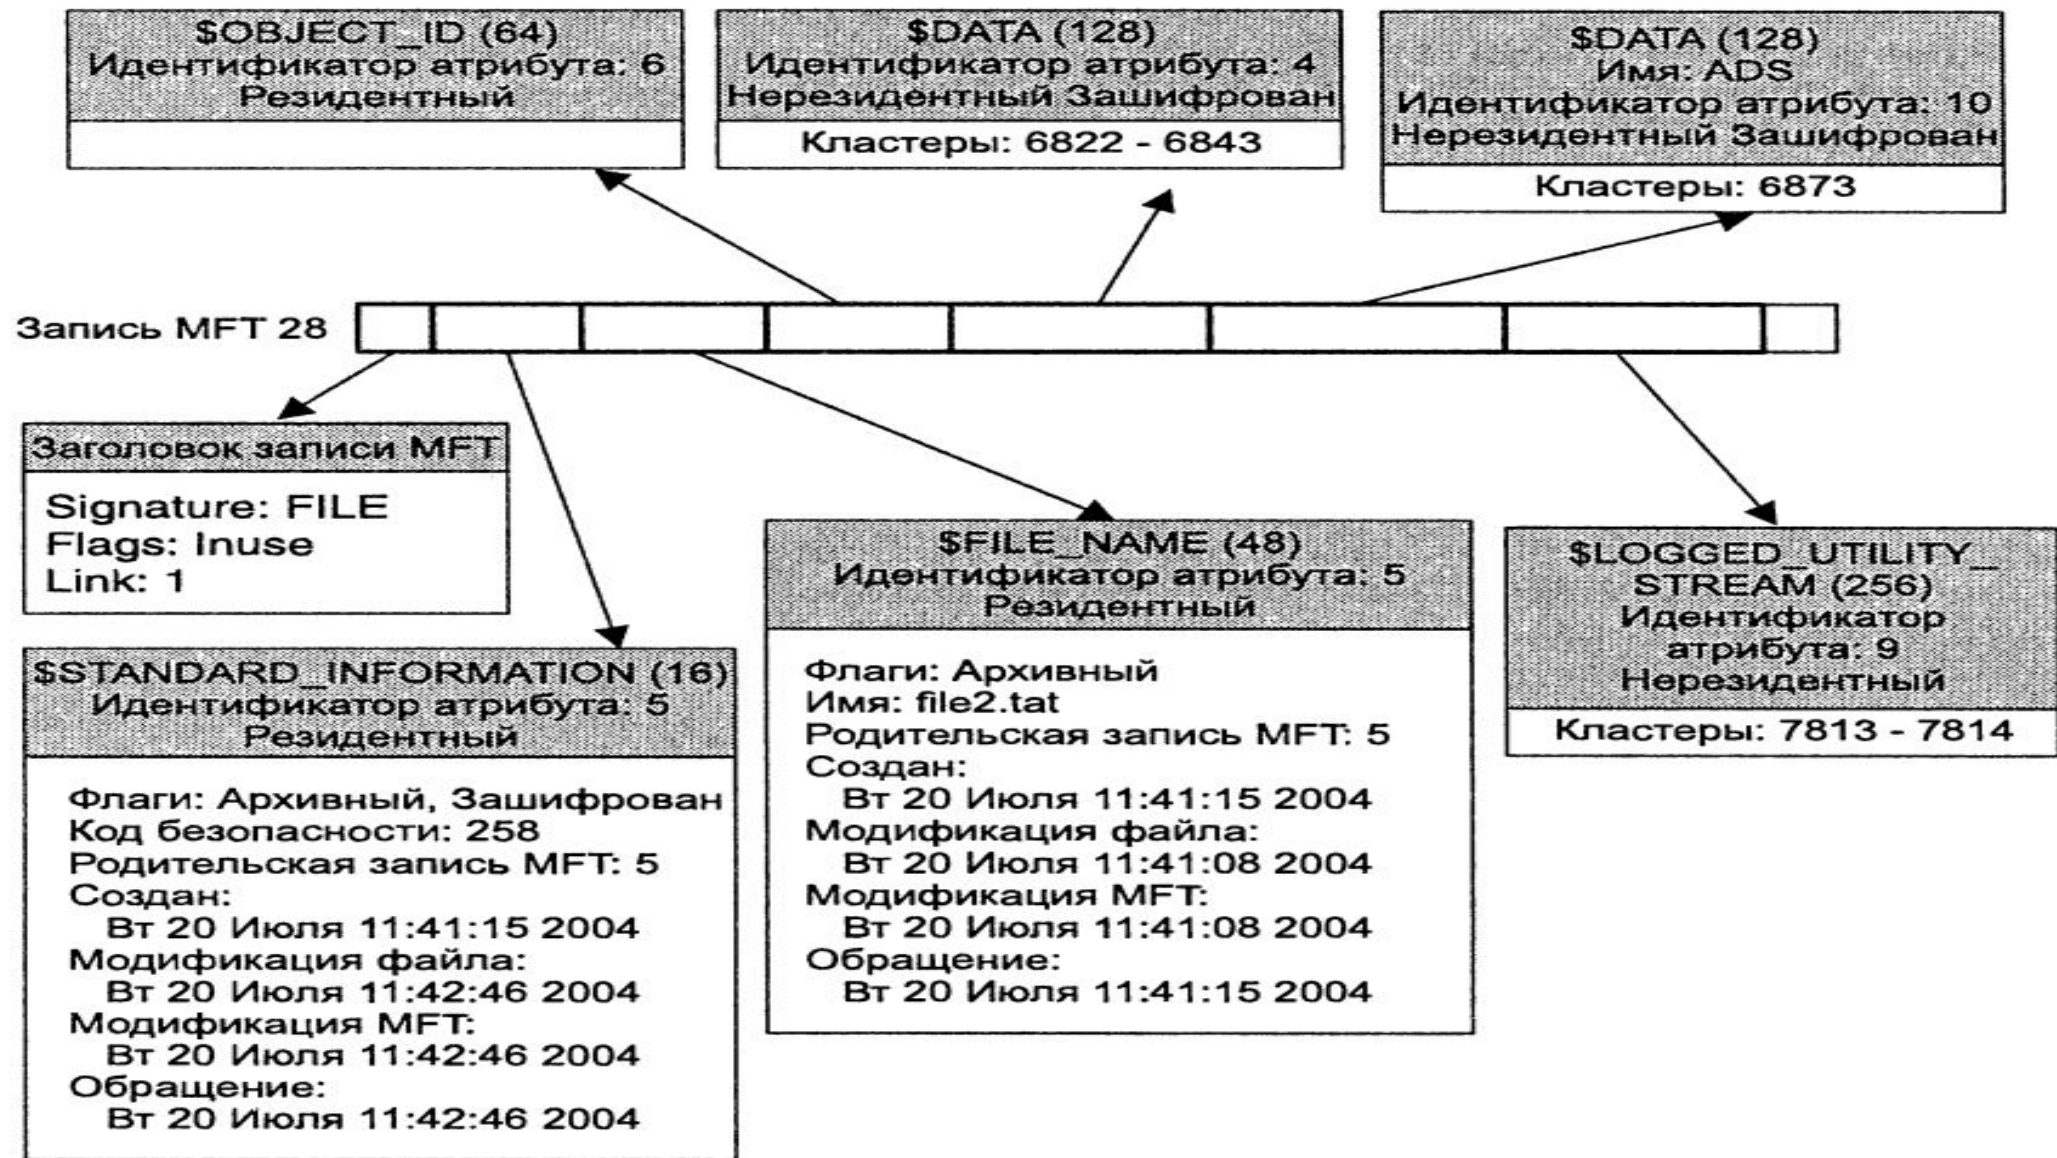 $OBJECT_ID (64)
Идентификатор атрибута: 6
Резидентный
$DATA (128)
Идентификатор атрибута: 4
Нерезидентный Зашифрован
Кластеры: 6822 - 6843
$DATA (128)
Имя: ADS
Идентификатор атрибута: 10
Нерезидентный Зашифрован
Кластеры: 6873
Запись MFT 28
Заголовок записи MFT
Signature: FILE
Flags: Inuse
Link: 1
$STANDARD_INFORMATION (16)
Идентификатор атрибута: 5
Резидентный
Флаги: Архивный, Зашифрован
Код безопасности: 258
Родительская запись MFT: 5
Создан:
Вт 20 Июля 11:41:15 2004
Модификация файла:
Вт 20 Июля 11:42:46 2004
Модификация MFT:
Вт 20 Июля 11:42:46 2004
Обращение:
Вт 20 Июля 11:42:46 2004
$FILE_NAME (48)
Идентификатор атрибута: 5
Резидентный
Флаги: Архивный
Имя: file2.tat
Родительская запись MFT: 5
Создан:
Вт 20 Июля 11:41:15 2004
Модификация файла:
Вт 20 Июля 11:41:08 2004
Модификация MFT:
Вт 20 Июля 11:41:08 2004
Обращение:
Вт 20 Июля 11:41:15 2004
$LOGGED_UTILITY_
STREAM (256)
Идентификатор
атрибута: 9
Нерезидентный
Кластеры: 7813 - 7814